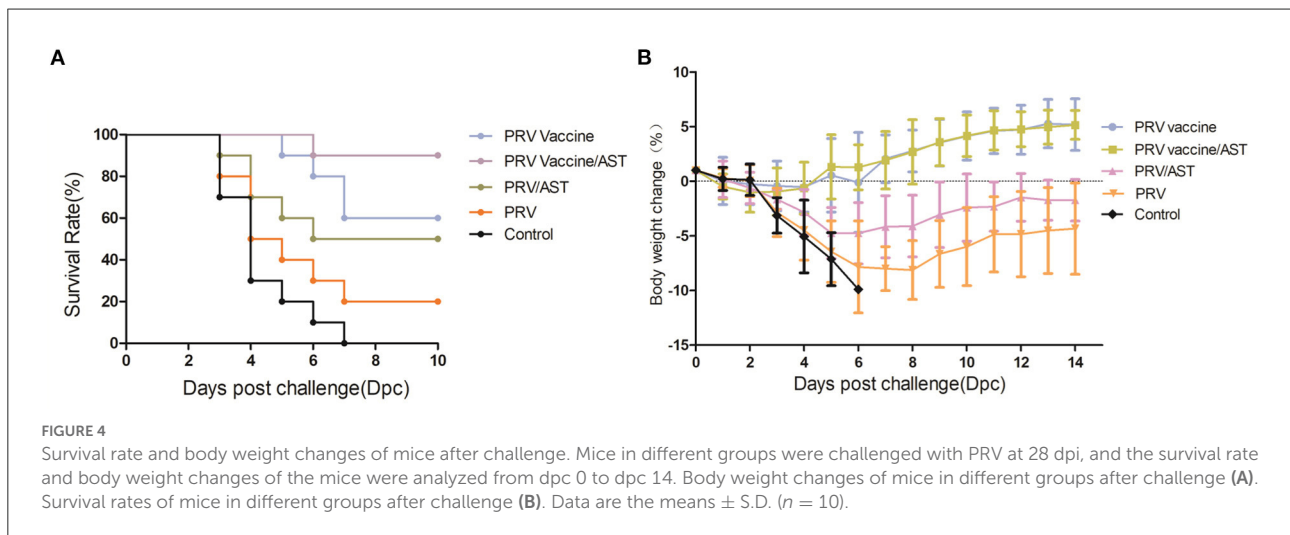 A
B
100
80
60
40
20
0
Survival Rate(%)
0 2 4 6 8 10
Days post challenge(Dpc)
PRV Vaccine
PRV Vaccine/AST
PRV/AST
PRV
Control
10
5
0
-5
-10
-15
Body weight change (%)
0 2 4 6 8 10 12 14
Days post challenge(Dpc)
PRV vaccine
PRV vaccine/AST
PRV/AST
PRV
Control
FIGURE 4
Survival rate and body weight changes of mice after challenge. Mice in different groups were challenged with PRV at 28 dpi, and the survival rate
and body weight changes of the mice were analyzed from dpc 0 to dpc 14. Body weight changes of mice in different groups after challenge (A).
Survival rates of mice in different groups after challenge (B). Data are the means ± S.D. (n = 10).